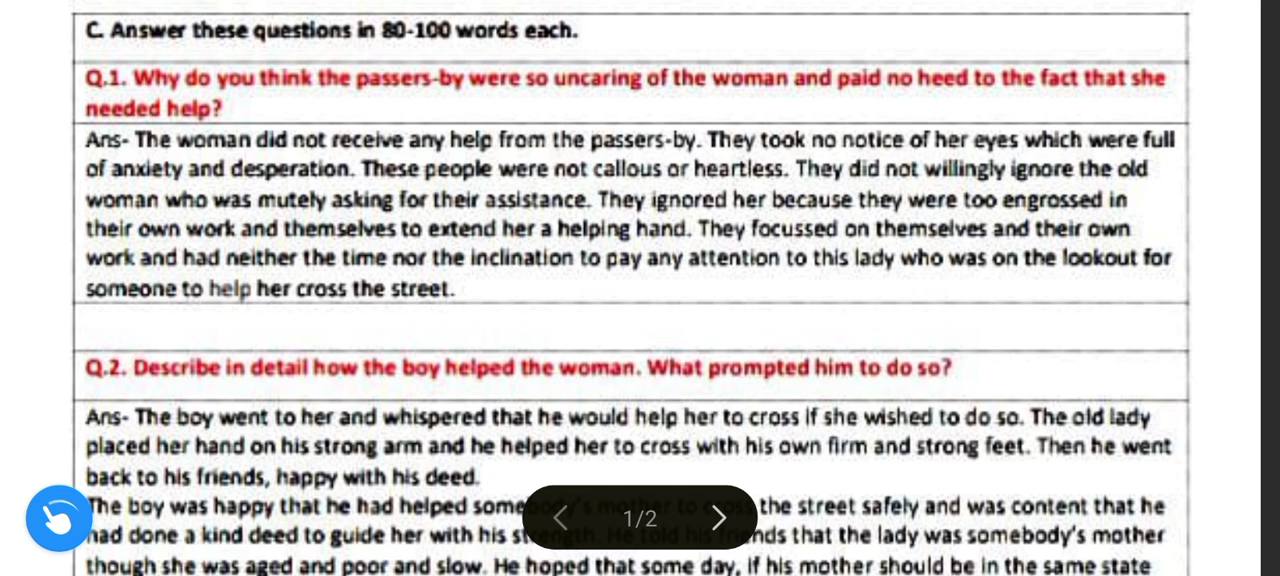 C. Answer these questions in 80-100 words each.
Q.1. Why do you think the passers-by were so uncaring of the woman and paid no heed to the fact that she
needed help?
Ans- The woman did not receive any help from the passers-by. They took no notice of her eyes which were full
of anxiety and desperation. These people were not callous or heartless. They did not willingly ignore the old
woman who was mutely asking for their assistance. They ignored her because they were too engrossed in
their own work and themselves to extend her a helping hand. They focussed on themselves and their own
work and had neither the time nor the inclination to pay any attention to this lady who was on the lookout for
someone to help her cross the street.
Q.2. Describe in detail how the boy helped the woman. What prompted him to do so?
Ans- The boy went to her and whispered that he would help her to cross if she wished to do so. The old lady
placed her hand on his strong arm and he helped her to cross with his own firm and strong feet. Then he went
back to his friends, happy with his deed.
The boy was happy that he had helped somebody's mother to cross the street safely and was content that he
had done a kind deed to guide her with his strength. He told his friends that the lady was somebody's mother
though she was aged and poor and slow. He hoped that some day, if his mother should be in the same state
1/2